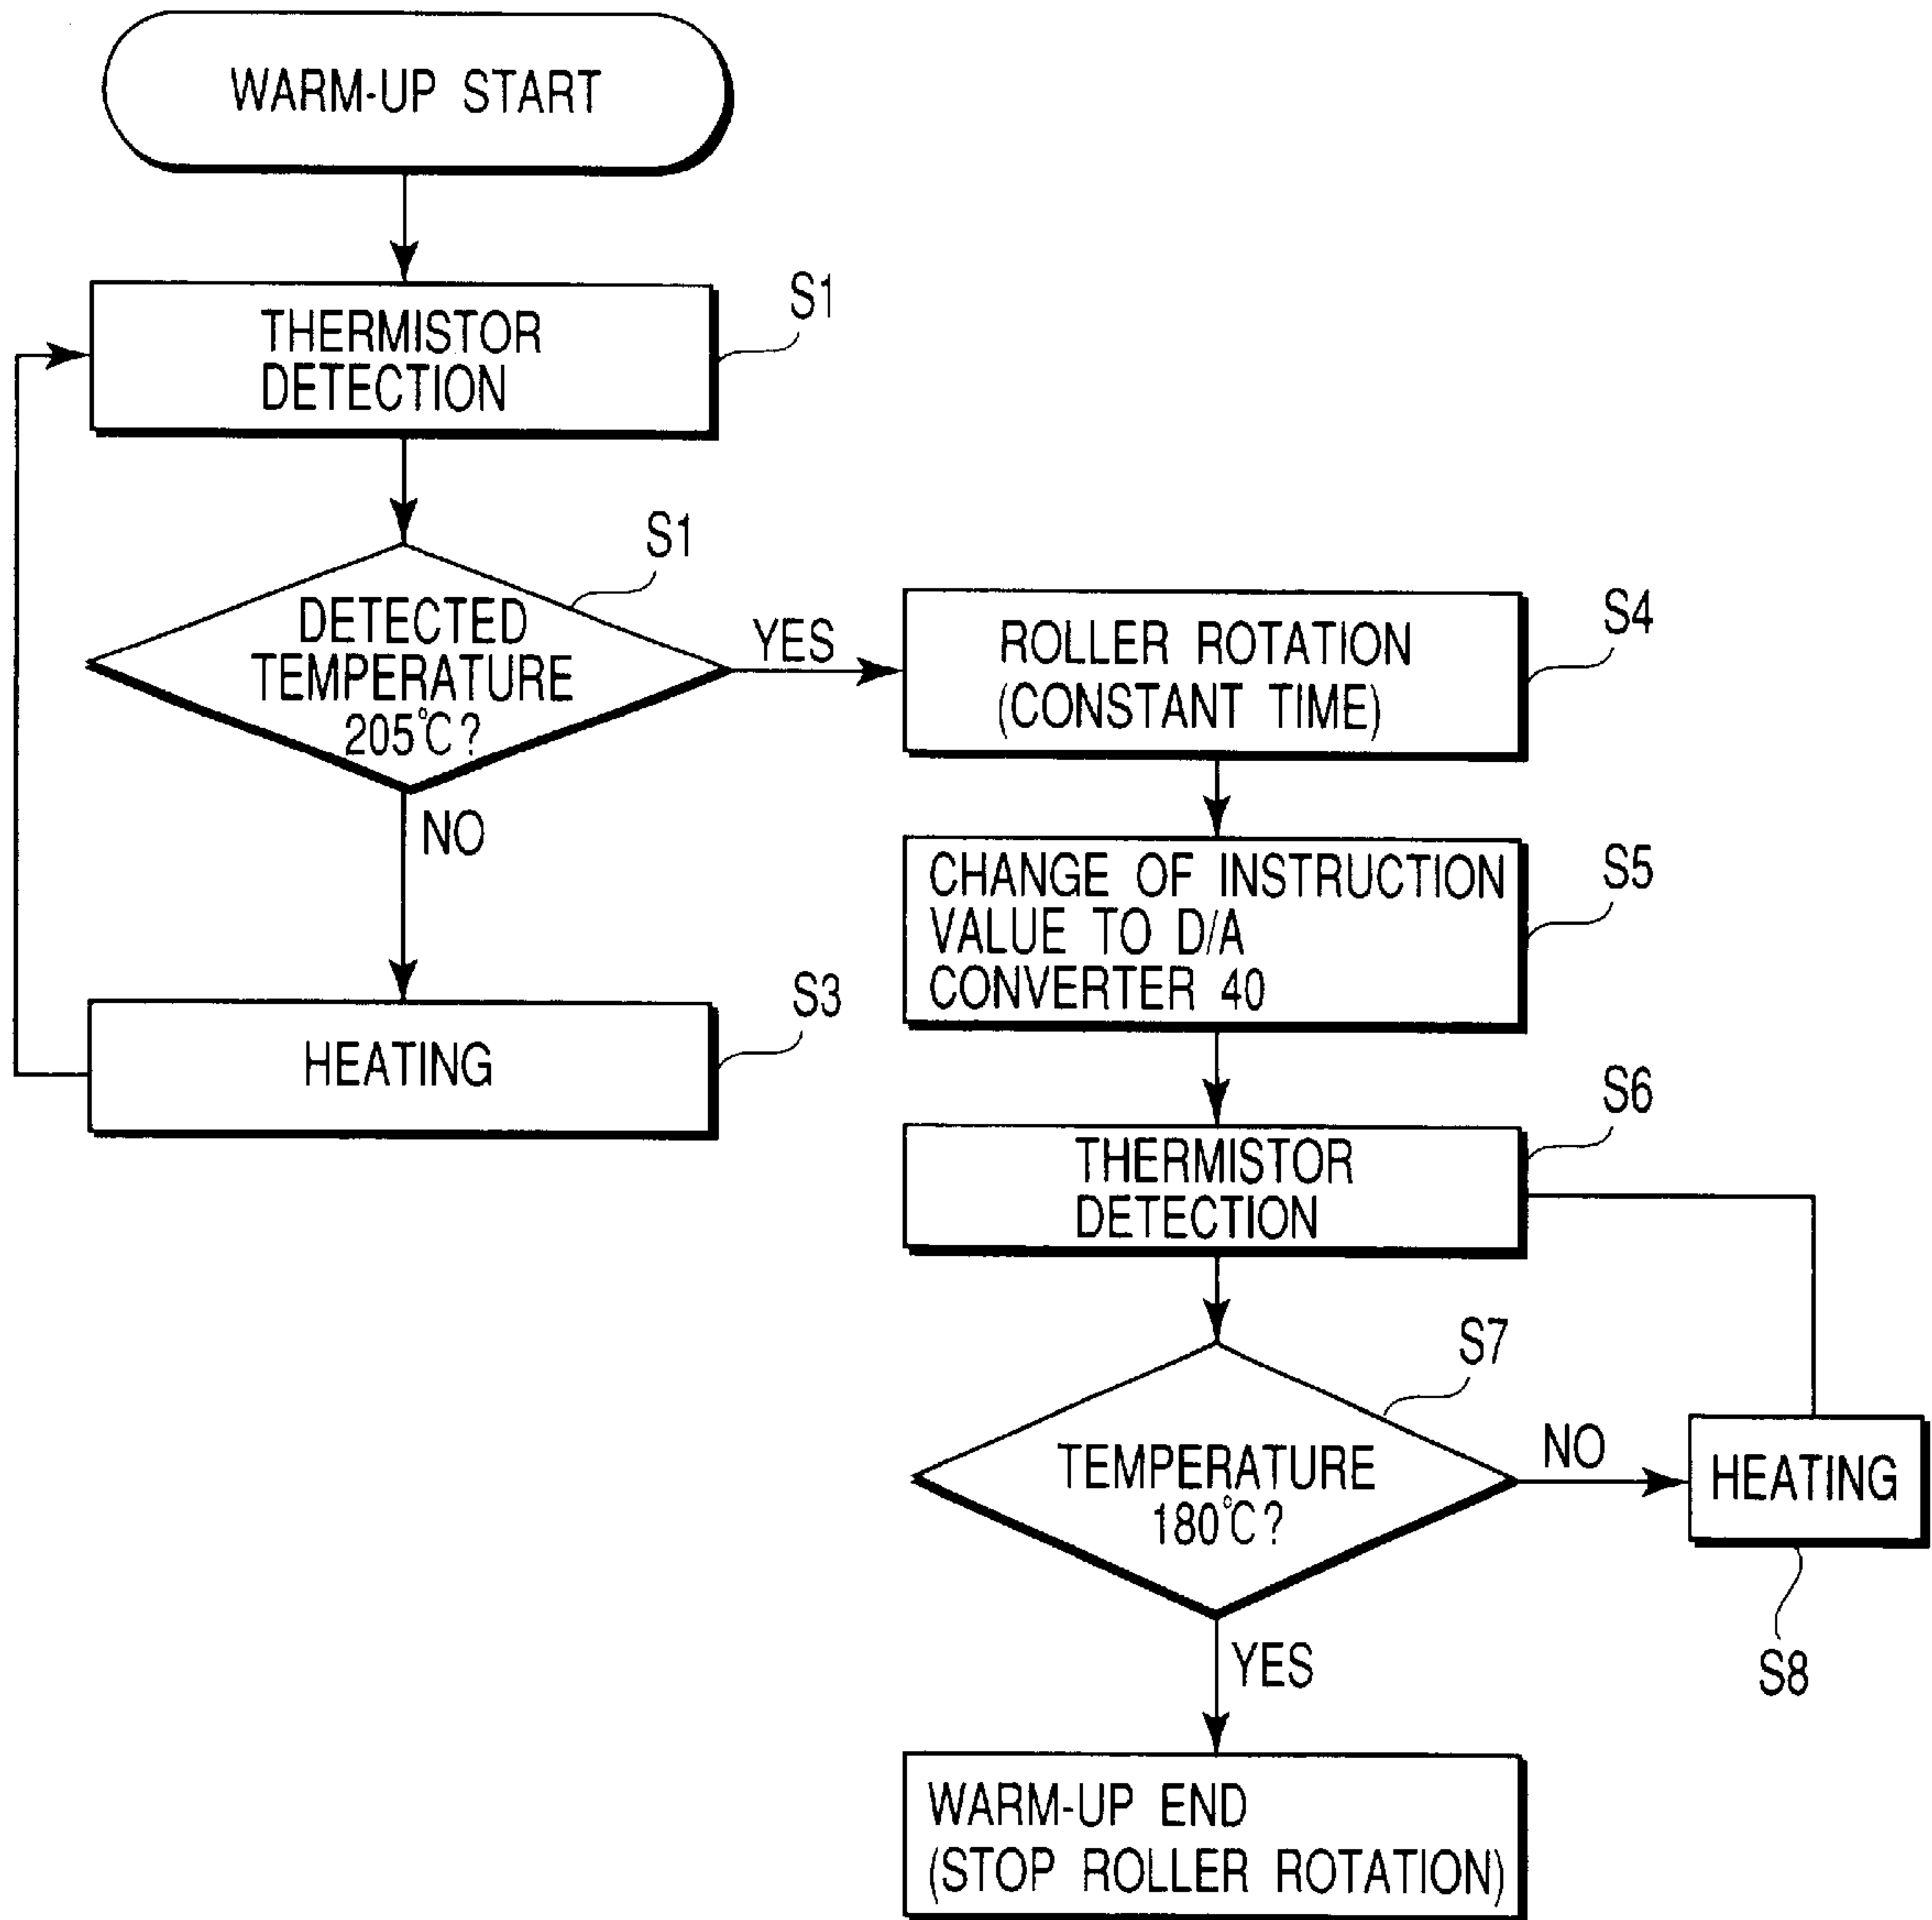 WARM-UP START
S1
THERMISTOR
DETECTION
S1
DETECTED
TEMPERATURE
205°C?
YES
NO
S3
HEATING
S4
ROLLER ROTATION
(CONSTANT TIME)
S5
CHANGE OF INSTRUCTION
VALUE TO D/A
CONVERTER 40
S6
THERMISTOR
DETECTION
S7
TEMPERATURE
180°C?
NO
HEATING
S8
YES
WARM-UP END
(STOP ROLLER ROTATION)